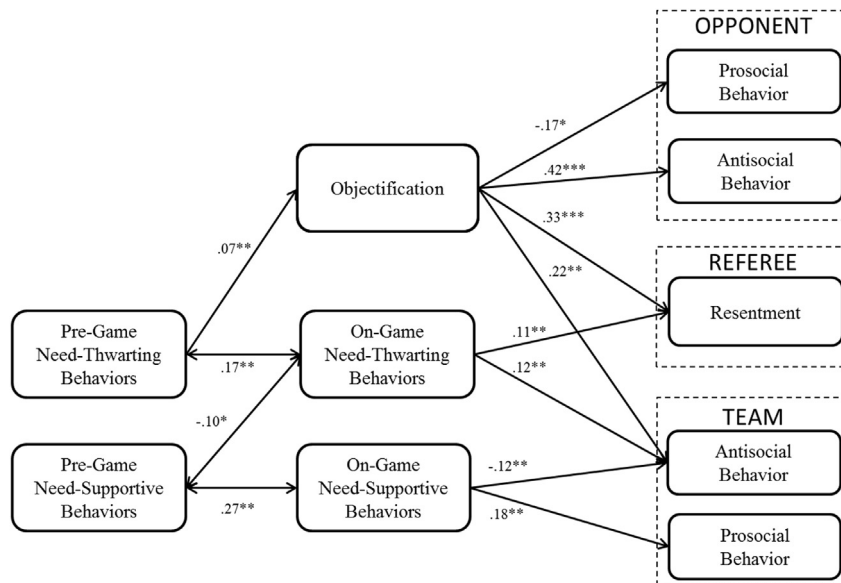 OPPONENT
Prosocial
Behavior
-.17*
Antisocial
Behavior
.42***
Objectification
.33***
.07**
.22**
REFEREE
Resentment
Pre-Game
Need-Thwarting
Behaviors
.17**
On-Game
Need-Thwarting
Behaviors
.11**
.12**
-.10*
TEAM
Antisocial
Behavior
Pre-Game
Need-Supportive
Behaviors
.27**
On-Game
Need-Supportive
Behaviors
-.12**
.18**
Prosocial
Behavior